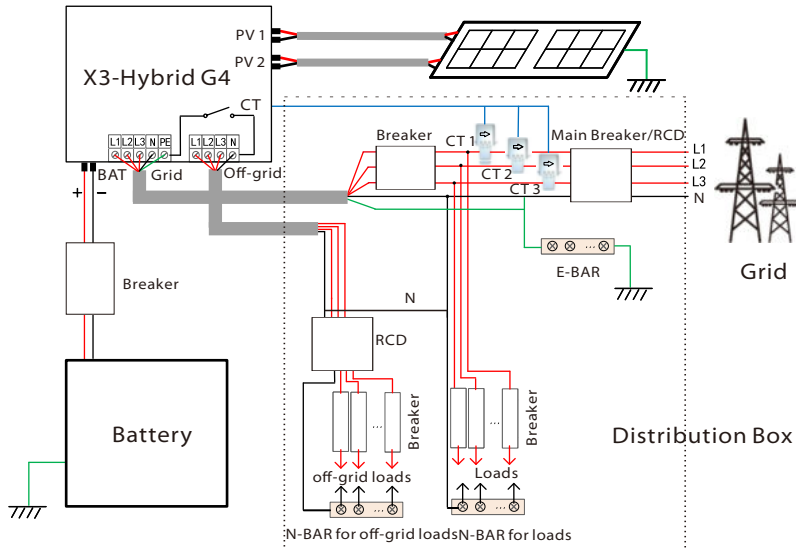 PV 1
PV 2
X3-Hybrid G4
CT
L1 L2 L3 N PE
L1 L2 L3 N
BAT
Grid
Off-grid
+
−
Breaker
CT 1
CT 2
CT 3
Main Breaker/RCD
L1
L2
L3
N
Grid
E-BAR
...
Breaker
N
RCD
Battery
...
Breaker
...
Breaker
Distribution Box
off-grid loads
Loads
...
...
N-BAR for off-grid loads
N-BAR for loads